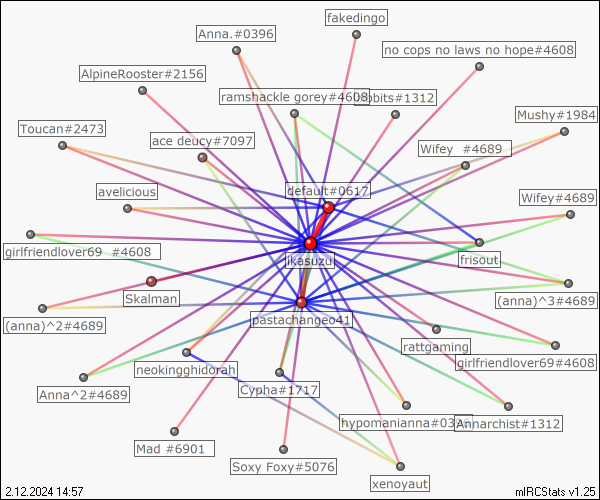 fakedingo
Anna.#0396
no cops no laws no hope#4608
AlpineRooster#2156
ramshackle gorey#4608
bbits#1312
Mushy#1984
Toucan#2473
ace deucy#7097
Wifey #4689
default#0617
avelicious
Wifey#4689
girlfriendlover69 #4608
jikasuzu
frisout
Skalman
(anna)^3#4689
(anna)^2#4689
pastachangeo41
rattgaming
girlfriendlover69#4608
neokingghidorah
Anna^2#4689
Cypha#1717
hypomanianna#0396
Annarchist#1312
Mad #6901
Soxy Foxy#5076
xenoyaut
2.12.2024 14:57
mIRCStats v1.25